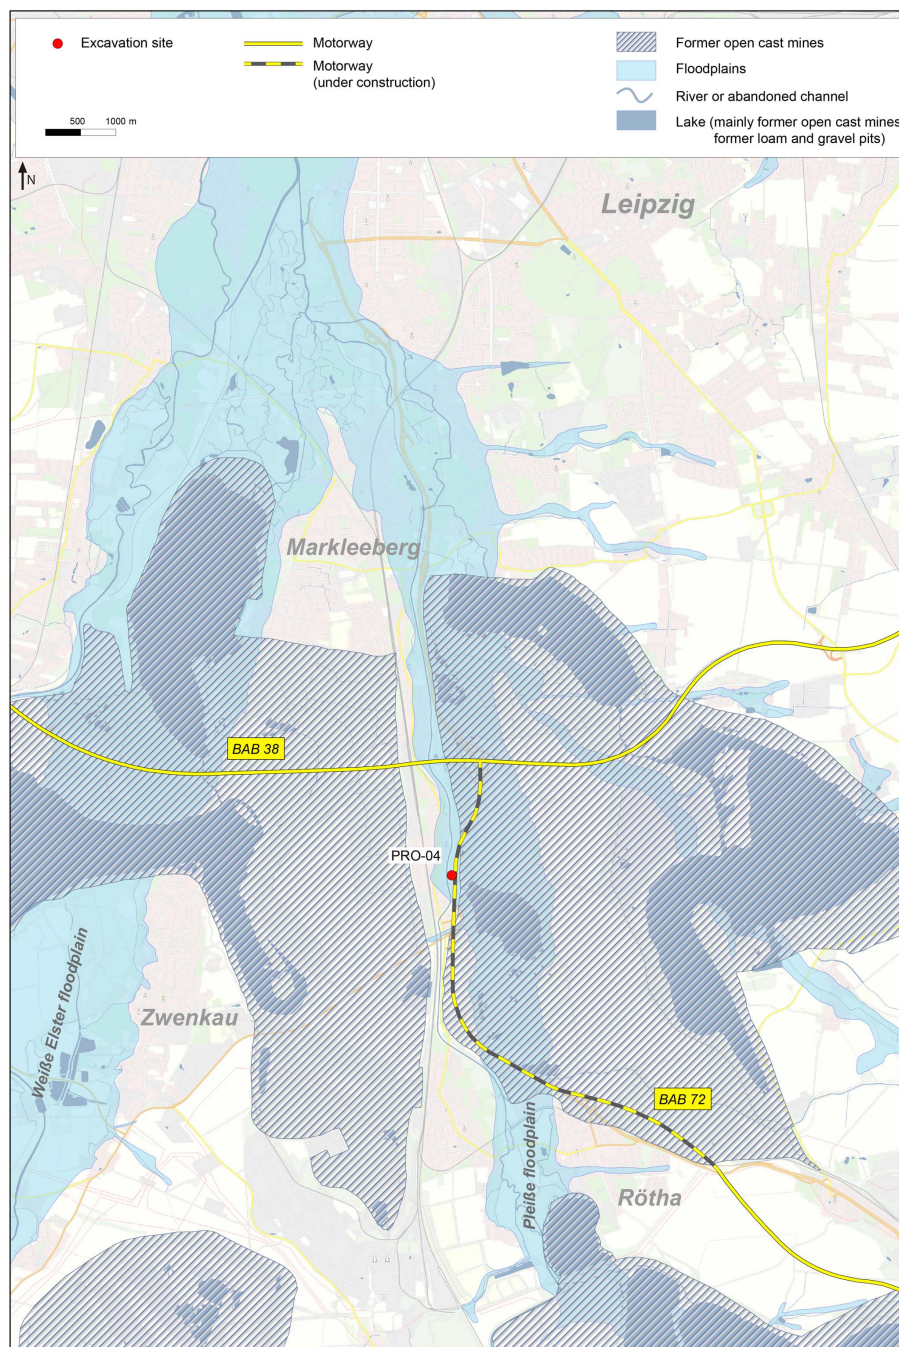 Excavation site
Motorway
Motorway
(under construction)
Former open cast mines
Floodplains
River or abandoned channel
Lake (mainly former open cast mines
former loam and gravel pits)
500 1000 m
N
Leipzig
Markleeberg
BAB 38
PRO-04
Zwenkau
Weiße Elster floodplain
BAB 72
Pleiße floodplain
Rötha